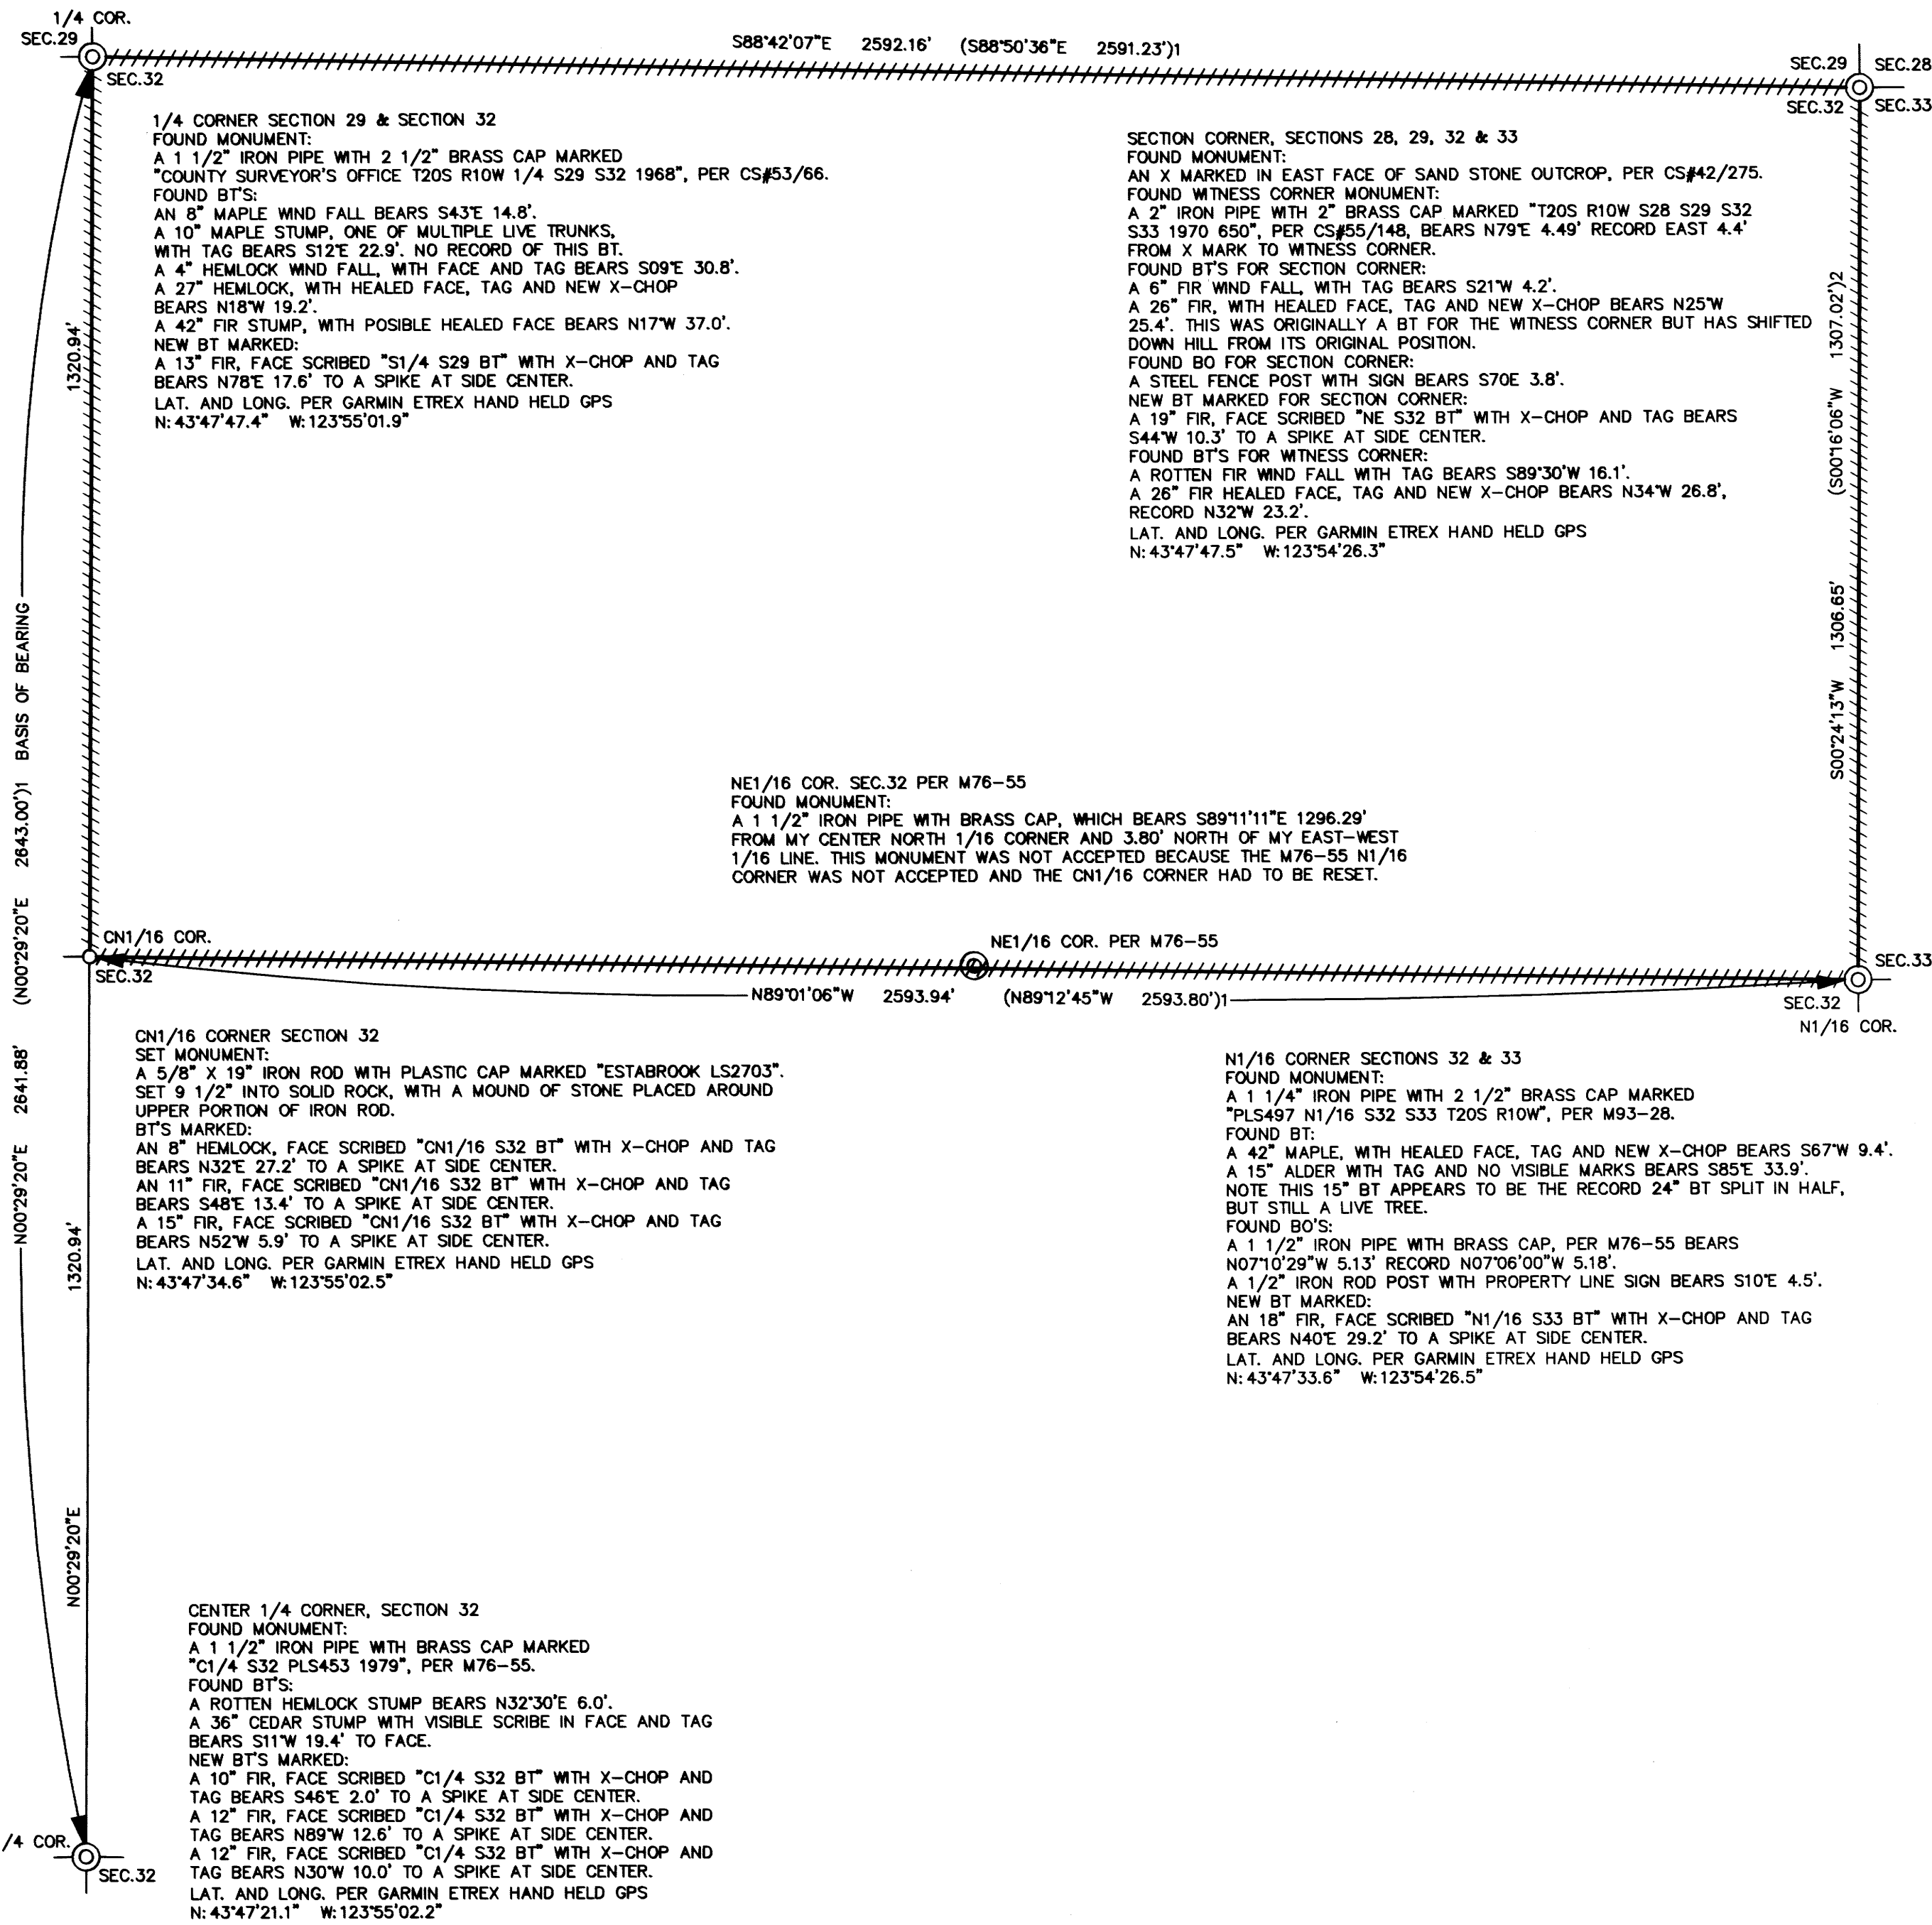 1/4 COR.
SEC.29
SEC.32
S88°42'07"E 2592.16' (S88°50'36"E 2591.23')1
SEC.29 SEC.28
SEC.32 SEC.33
1/4 CORNER SECTION 29 & SECTION 32
FOUND MONUMENT:
A 1 1/2" IRON PIPE WITH 2 1/2" BRASS CAP MARKED
"COUNTY SURVEYOR'S OFFICE T20S R10W 1/4 S29 S32 1968", PER CS#53/66.
FOUND BT'S:
AN 8" MAPLE WIND FALL BEARS S43°E 14.8'.
A 10" MAPLE STUMP, ONE OF MULTIPLE LIVE TRUNKS,
WITH TAG BEARS S12°E 22.9'. NO RECORD OF THIS BT.
A 4" HEMLOCK WIND FALL, WITH FACE AND TAG BEARS S09°E 30.8'.
A 27" HEMLOCK, WITH HEALED FACE, TAG AND NEW X-CHOP
BEARS N18°W 19.2'.
A 42" FIR STUMP, WITH POSIBLE HEALED FACE BEARS N17°W 37.0'.
NEW BT MARKED:
A 13" FIR, FACE SCRIBED "S1/4 S29 BT" WITH X-CHOP AND TAG
BEARS N78°E 17.6' TO A SPIKE AT SIDE CENTER.
LAT. AND LONG. PER GARMIN ETREX HAND HELD GPS
N: 43°47'47.4" W: 123°55'01.9"
SECTION CORNER, SECTIONS 28, 29, 32 & 33
FOUND MONUMENT:
AN X MARKED IN EAST FACE OF SAND STONE OUTCROP, PER CS#42/275.
FOUND WITNESS CORNER MONUMENT:
A 2" IRON PIPE WITH 2" BRASS CAP MARKED "T20S R10W S28 S29 S32
S33 1970 650", PER CS#55/148, BEARS N79°E 4.49' RECORD EAST 4.4'
FROM X MARK TO WITNESS CORNER.
FOUND BT'S FOR SECTION CORNER:
A 6" FIR WIND FALL, WITH TAG BEARS S21°W 4.2'.
A 26" FIR, WITH HEALED FACE, TAG AND NEW X-CHOP BEARS N25°W
25.4'. THIS WAS ORIGINALLY A BT FOR THE WITNESS CORNER BUT HAS SHIFTED
DOWN HILL FROM ITS ORIGINAL POSITION.
FOUND BO FOR SECTION CORNER:
A STEEL FENCE POST WITH SIGN BEARS S70E 3.8'.
NEW BT MARKED FOR SECTION CORNER:
A 19" FIR, FACE SCRIBED "NE S32 BT" WITH X-CHOP AND TAG BEARS
S44°W 10.3' TO A SPIKE AT SIDE CENTER.
FOUND BT'S FOR WITNESS CORNER:
A ROTTEN FIR WIND FALL WITH TAG BEARS S89°30'W 16.1'.
A 26" FIR HEALED FACE, TAG AND NEW X-CHOP BEARS N34°W 26.8',
RECORD N32°W 23.2'.
LAT. AND LONG. PER GARMIN ETREX HAND HELD GPS
N: 43°47'47.5" W: 123°54'26.3"
1320.94'
S00°24'13"W 1306.65' (S00°16'06"W 1307.02')2
N00°29'20"E 2641.88' (N00°29'20"E 2643.00')1 BASIS OF BEARING
NE1/16 COR. SEC.32 PER M76-55
FOUND MONUMENT:
A 1 1/2" IRON PIPE WITH BRASS CAP, WHICH BEARS S89°11'11"E 1296.29'
FROM MY CENTER NORTH 1/16 CORNER AND 3.80' NORTH OF MY EAST-WEST
1/16 LINE. THIS MONUMENT WAS NOT ACCEPTED BECAUSE THE M76-55 N1/16
CORNER WAS NOT ACCEPTED AND THE CN1/16 CORNER HAD TO BE RESET.
CN1/16 COR.
SEC.32
NE1/16 COR. PER M76-55
N89°01'06"W 2593.94' (N89°12'45"W 2593.80')1
SEC.33
SEC.32
N1/16 COR.
CN1/16 CORNER SECTION 32
SET MONUMENT:
A 5/8" X 19" IRON ROD WITH PLASTIC CAP MARKED "ESTABROOK LS2703".
SET 9 1/2" INTO SOLID ROCK, WITH A MOUND OF STONE PLACED AROUND
UPPER PORTION OF IRON ROD.
BT'S MARKED:
AN 8" HEMLOCK, FACE SCRIBED "CN1/16 S32 BT" WITH X-CHOP AND TAG
BEARS N32°E 27.2' TO A SPIKE AT SIDE CENTER.
AN 11" FIR, FACE SCRIBED "CN1/16 S32 BT" WITH X-CHOP AND TAG
BEARS S48°E 13.4' TO A SPIKE AT SIDE CENTER.
A 15" FIR, FACE SCRIBED "CN1/16 S32 BT" WITH X-CHOP AND TAG
BEARS N52°W 5.9' TO A SPIKE AT SIDE CENTER.
LAT. AND LONG. PER GARMIN ETREX HAND HELD GPS
N: 43°47'34.6" W: 123°55'02.5"
N1/16 CORNER SECTIONS 32 & 33
FOUND MONUMENT:
A 1 1/4" IRON PIPE WITH 2 1/2" BRASS CAP MARKED
"PLS497 N1/16 S32 S33 T20S R10W", PER M93-28.
FOUND BT:
A 42" MAPLE, WITH HEALED FACE, TAG AND NEW X-CHOP BEARS S67°W 9.4'.
A 15" ALDER WITH TAG AND NO VISIBLE MARKS BEARS S85°E 33.9'.
NOTE THIS 15" BT APPEARS TO BE THE RECORD 24" BT SPLIT IN HALF,
BUT STILL A LIVE TREE.
FOUND BO'S:
A 1 1/2" IRON PIPE WITH BRASS CAP, PER M76-55 BEARS
N07°10'29"W 5.13' RECORD N07°06'00"W 5.18'.
A 1/2" IRON ROD POST WITH PROPERTY LINE SIGN BEARS S10°E 4.5'.
NEW BT MARKED:
AN 18" FIR, FACE SCRIBED "N1/16 S33 BT" WITH X-CHOP AND TAG
BEARS N40°E 29.2' TO A SPIKE AT SIDE CENTER.
LAT. AND LONG. PER GARMIN ETREX HAND HELD GPS
N: 43°47'33.6" W: 123°54'26.5"
N00°29'20"E 1320.94'
CENTER 1/4 CORNER, SECTION 32
FOUND MONUMENT:
A 1 1/2" IRON PIPE WITH BRASS CAP MARKED
"C1/4 S32 PLS453 1979", PER M76-55.
FOUND BT'S:
A ROTTEN HEMLOCK STUMP BEARS N32°30'E 6.0'.
A 36" CEDAR STUMP WITH VISIBLE SCRIBE IN FACE AND TAG
BEARS S11°W 19.4' TO FACE.
NEW BT'S MARKED:
A 10" FIR, FACE SCRIBED "C1/4 S32 BT" WITH X-CHOP AND
TAG BEARS S46°E 2.0' TO A SPIKE AT SIDE CENTER.
A 12" FIR, FACE SCRIBED "C1/4 S32 BT" WITH X-CHOP AND
TAG BEARS N89°W 12.6' TO A SPIKE AT SIDE CENTER.
A 12" FIR, FACE SCRIBED "C1/4 S32 BT" WITH X-CHOP AND
TAG BEARS N30°W 10.0' TO A SPIKE AT SIDE CENTER.
LAT. AND LONG. PER GARMIN ETREX HAND HELD GPS
N: 43°47'21.1" W: 123°55'02.2"
/4 COR.
SEC.32